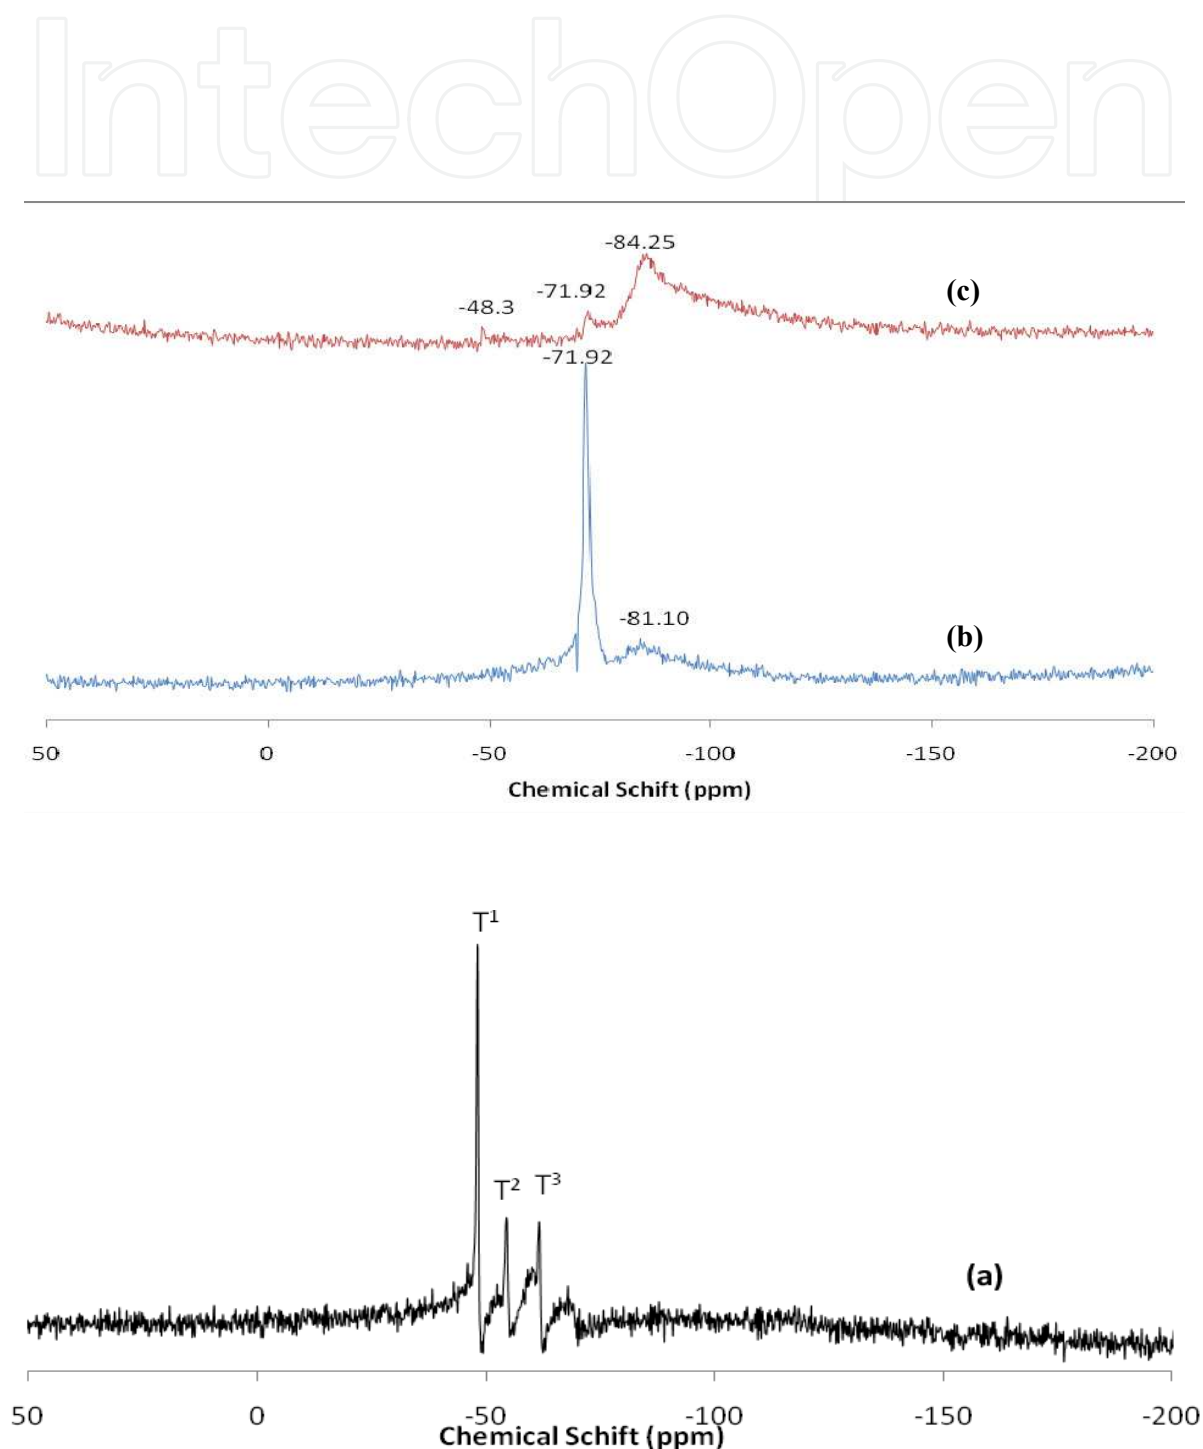 IntechOpen
-84.25
(c)
-71.92
-48.3
-71.92
-81.10
(b)
50 0 -50 -100 -150 -200
Chemical Schift (ppm)
T¹
T² T³
(a)
50 0 -50 -100 -150 -200
Chemical Schift (ppm)